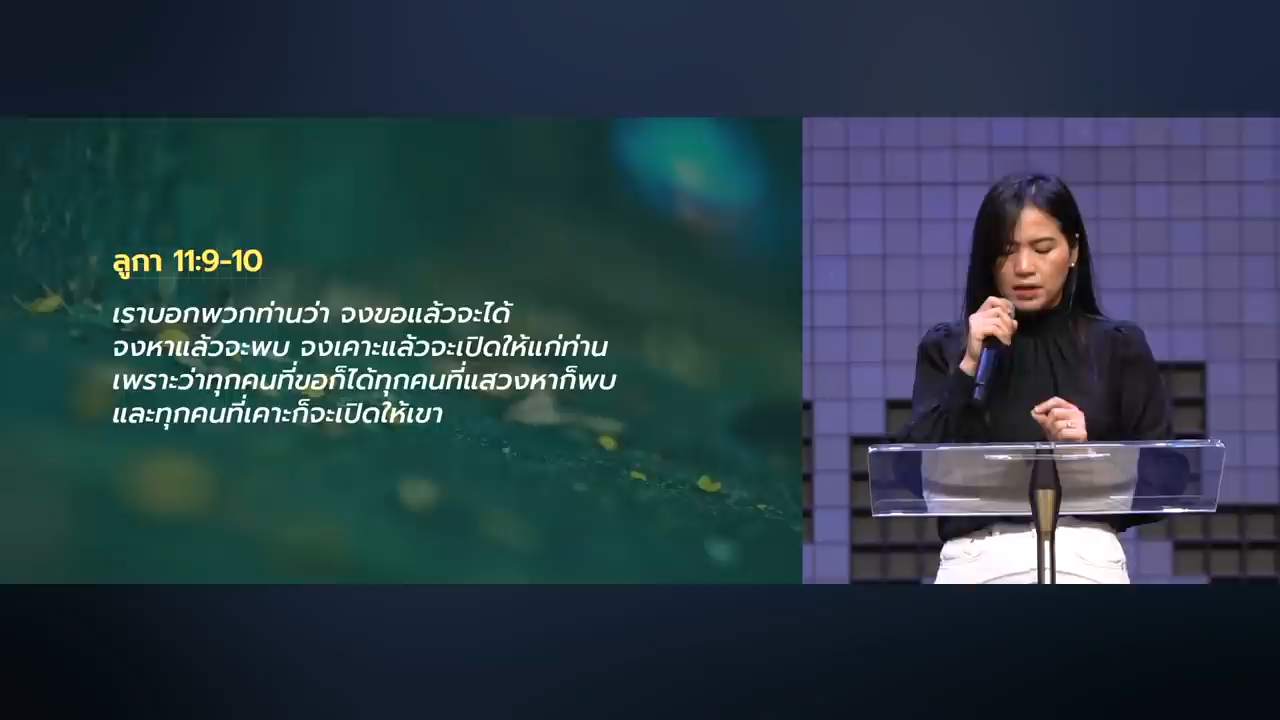 ลูกา 11:9-10
เราบอกพวกท่านว่า จงขอแล้วจะได้
จงหาแล้วจะพบ จงเคาะแล้วจะเปิดให้แก่ท่าน
เพราะว่าทุกคนที่ขอก็ได้ทุกคนที่แสวงหาก็พบ
และทุกคนที่เคาะก็จะเปิดให้เขา